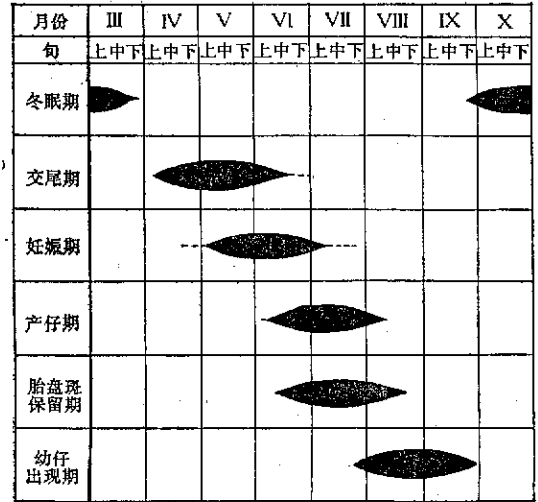 月份 III IV V VI VII VIII IX X
旬 上中下 上中下 上中下 上中下 上中下 上中下 上中下 上中下
冬眠期
交尾期
妊娠期
产仔期
胎盘斑
保留期
幼仔
出现期